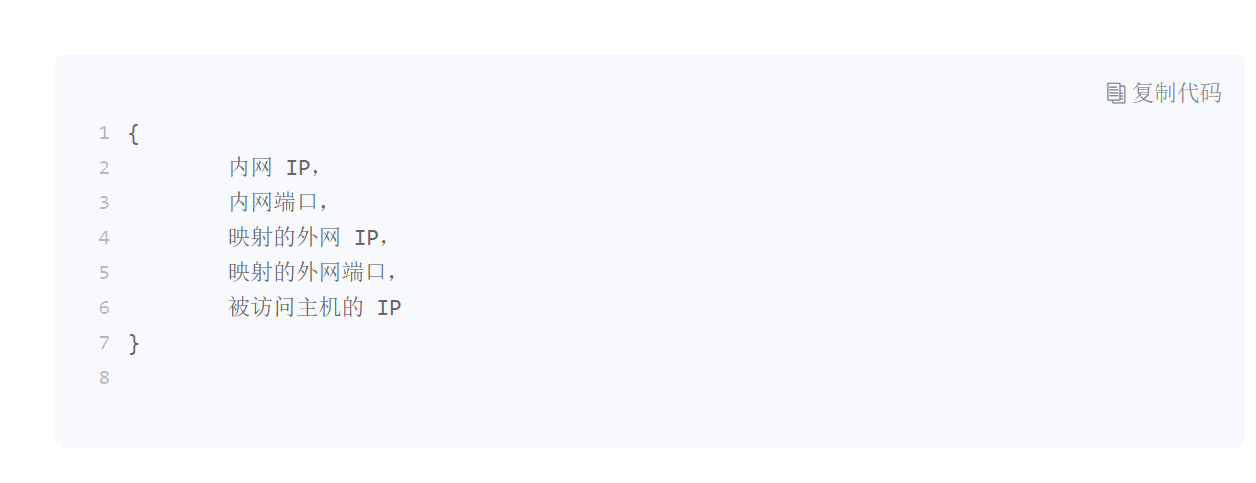 复制代码
1 {
2 内网 IP，
3 内网端口，
4 映射的外网 IP，
5 映射的外网端口，
6 被访问主机的 IP
7 }
8